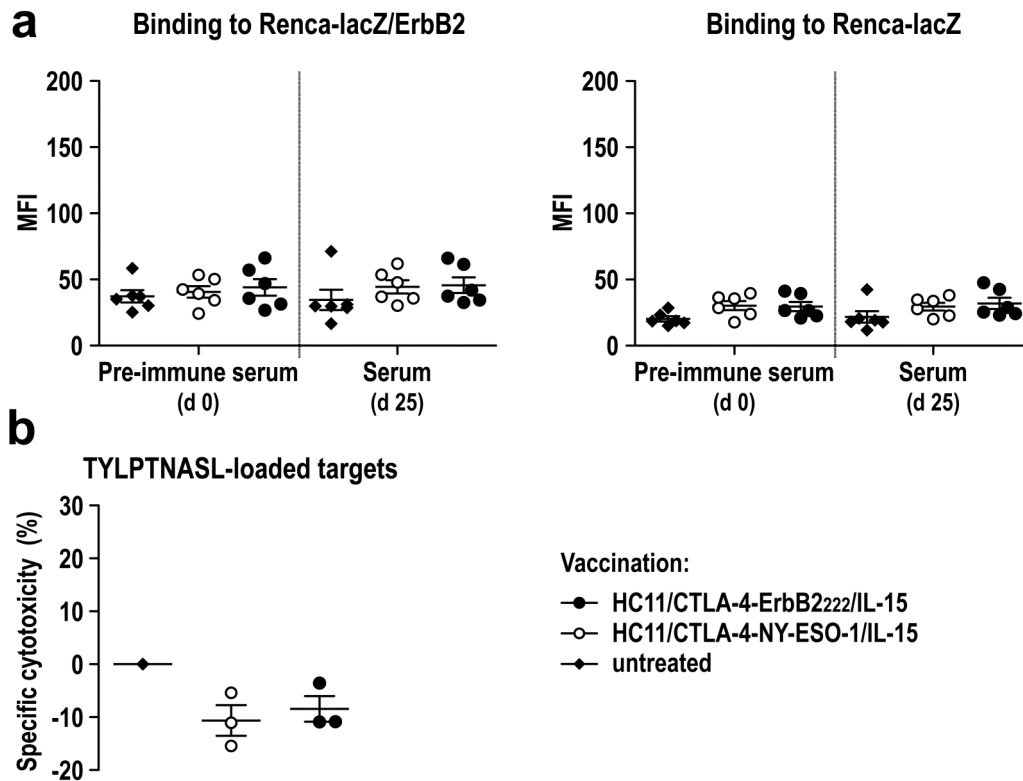 a
Binding to Renca-lacZ/ErbB2
MFI
200
150
100
50
0
Pre-immune serum
(d 0)
Serum
(d 25)
Binding to Renca-lacZ
MFI
200
150
100
50
0
Pre-immune serum
(d 0)
Serum
(d 25)
b
TYLPTNASL-loaded targets
Specific cytotoxicity (%)
30
20
10
0
-10
-20
Vaccination:
HC11/CTLA-4-ErbB2222/IL-15
HC11/CTLA-4-NY-ESO-1/IL-15
untreated